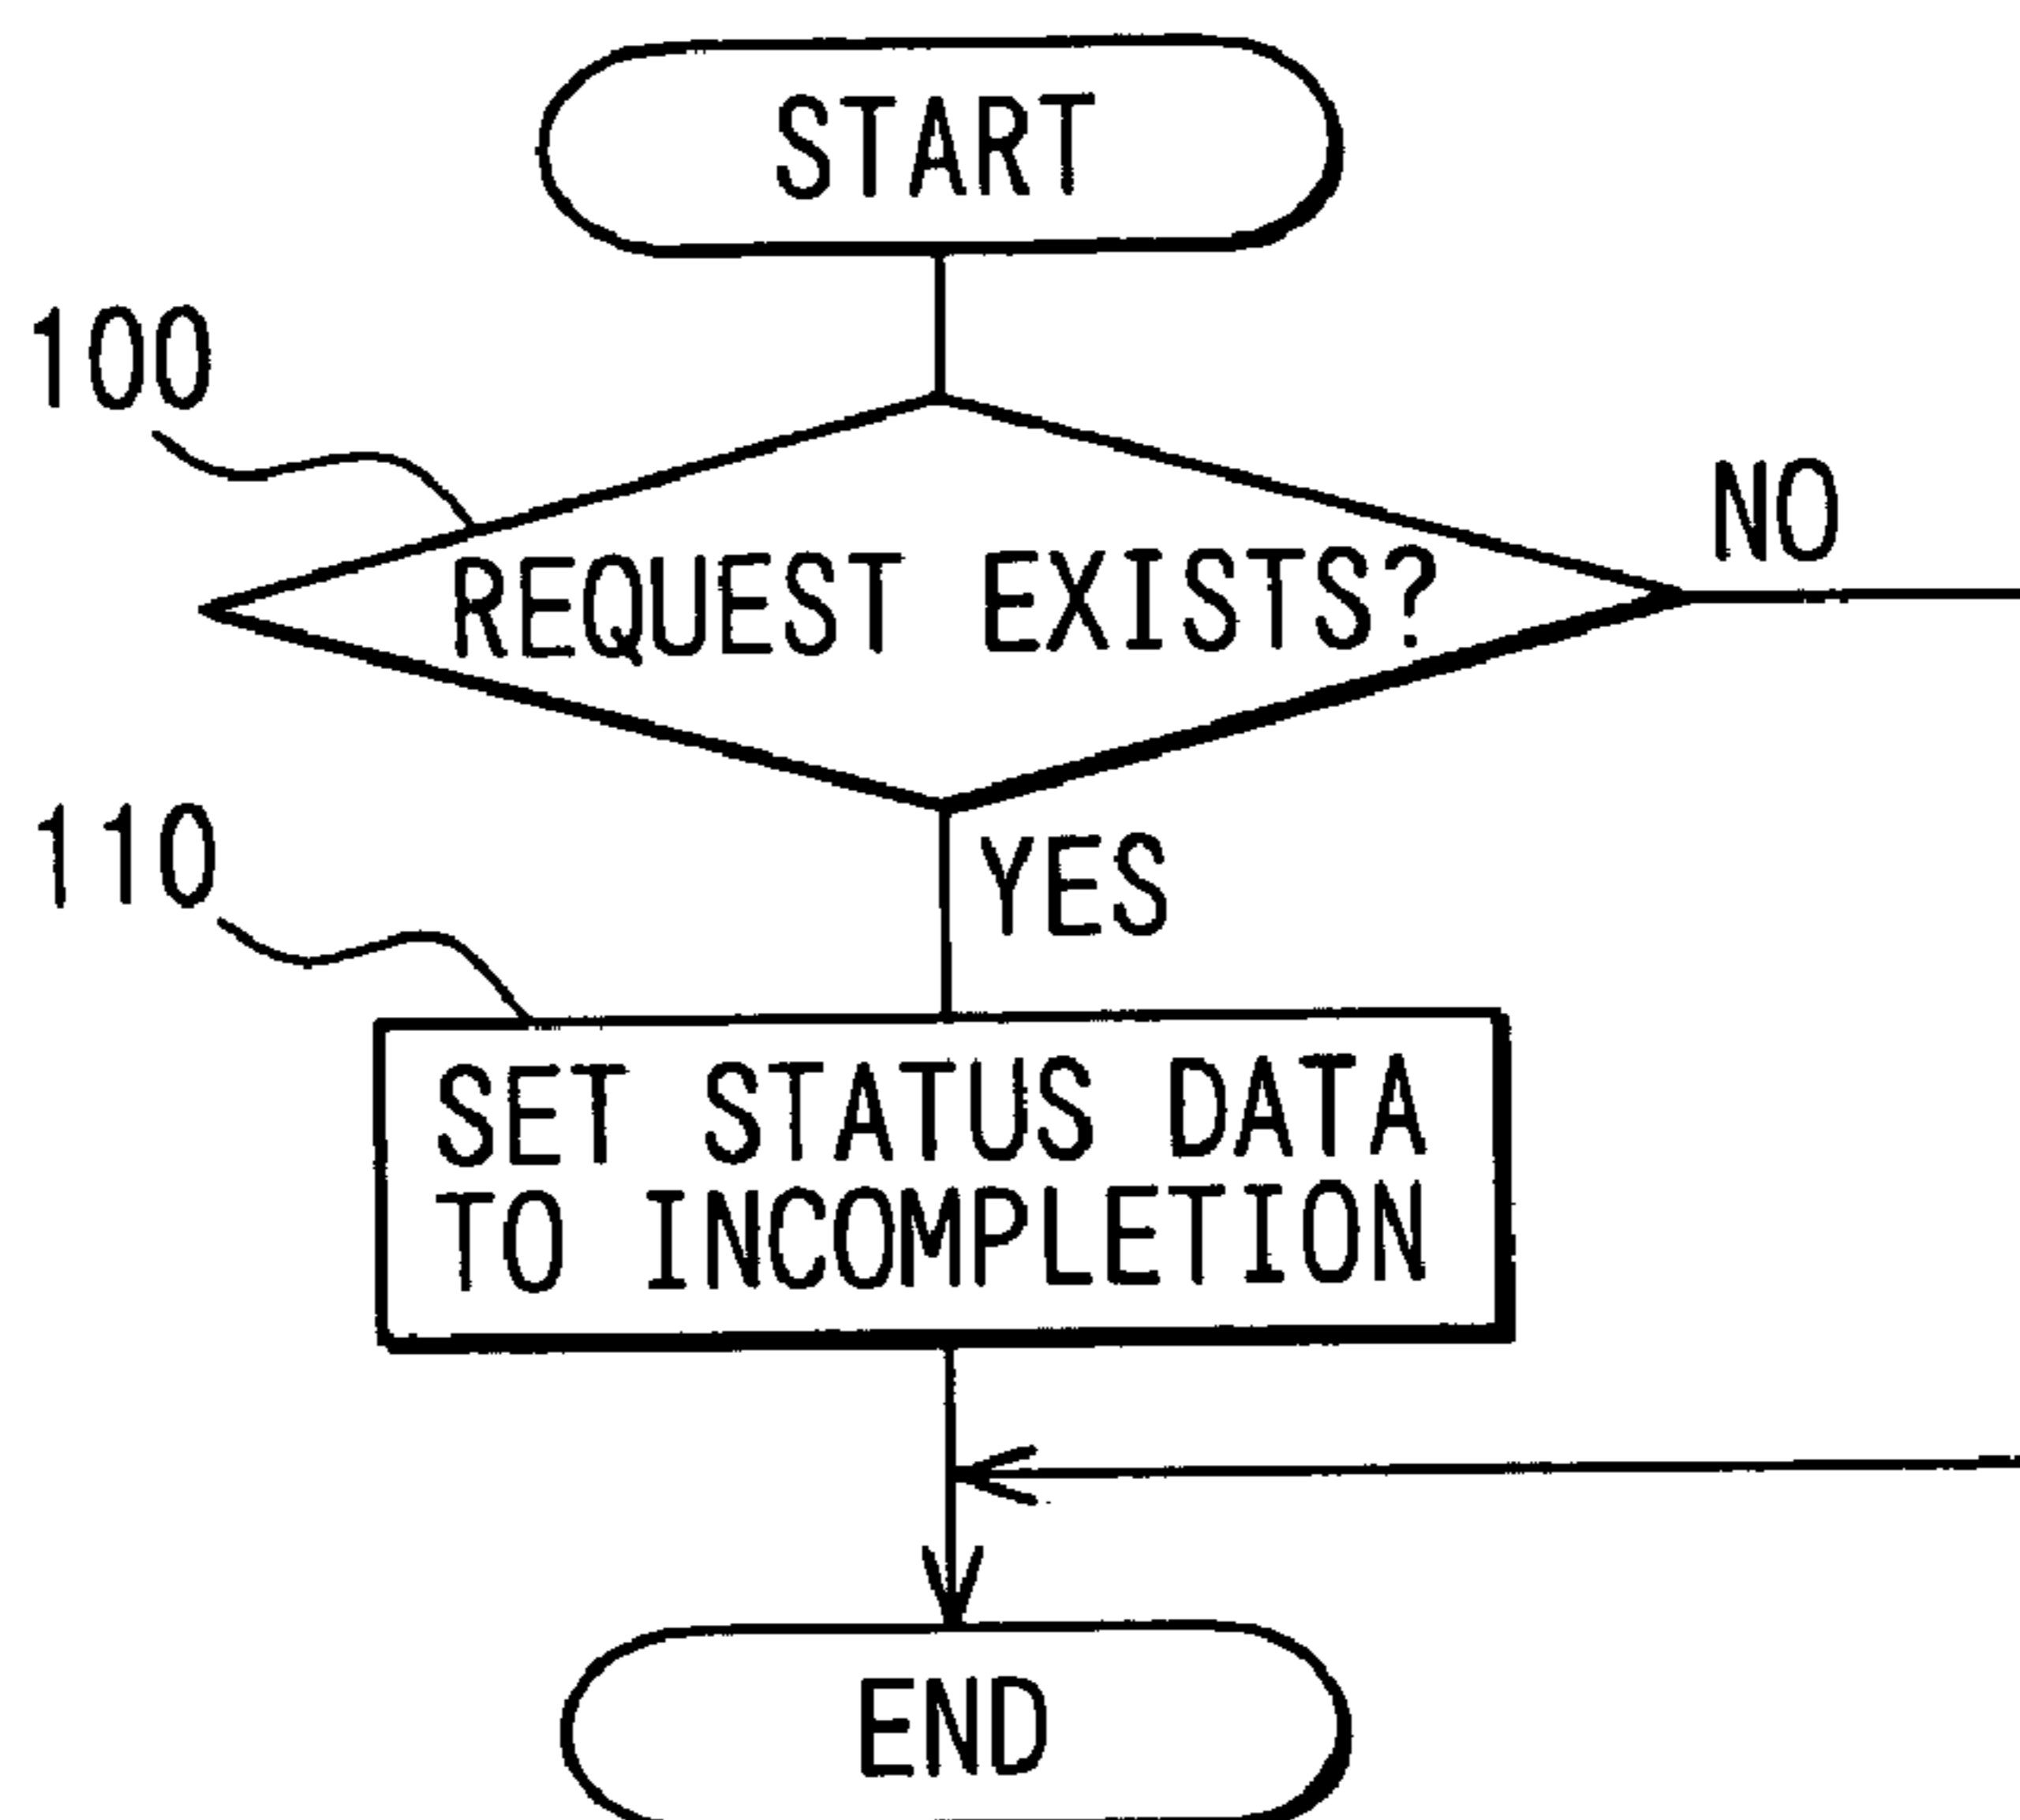 START
100
NO
REQUEST EXISTS?
110
YES
SET STATUS DATA
TO INCOMPLETION
END